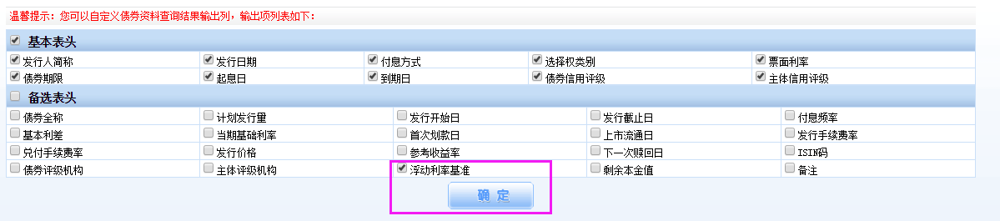 温馨提示：您可以自定义债券资料查询结果输出列，输出项列表如下：
基本表头
发行人简称 发行日期 付息方式 选择权类别 票面利率
债券期限 起息日 到期日 债券信用评级 主体信用评级
备选表头
债券全称 计划发行量 发行开始日 发行截止日 付息频率
基本利差 当期基础利率 首次划款日 上市流通日 发行手续费率
兑付手续费率 发行价格 参考收益率 下一次赎回日 ISIN码
债券评级机构 主体评级机构 浮动利率基准 剩余本金值 备注
确 定